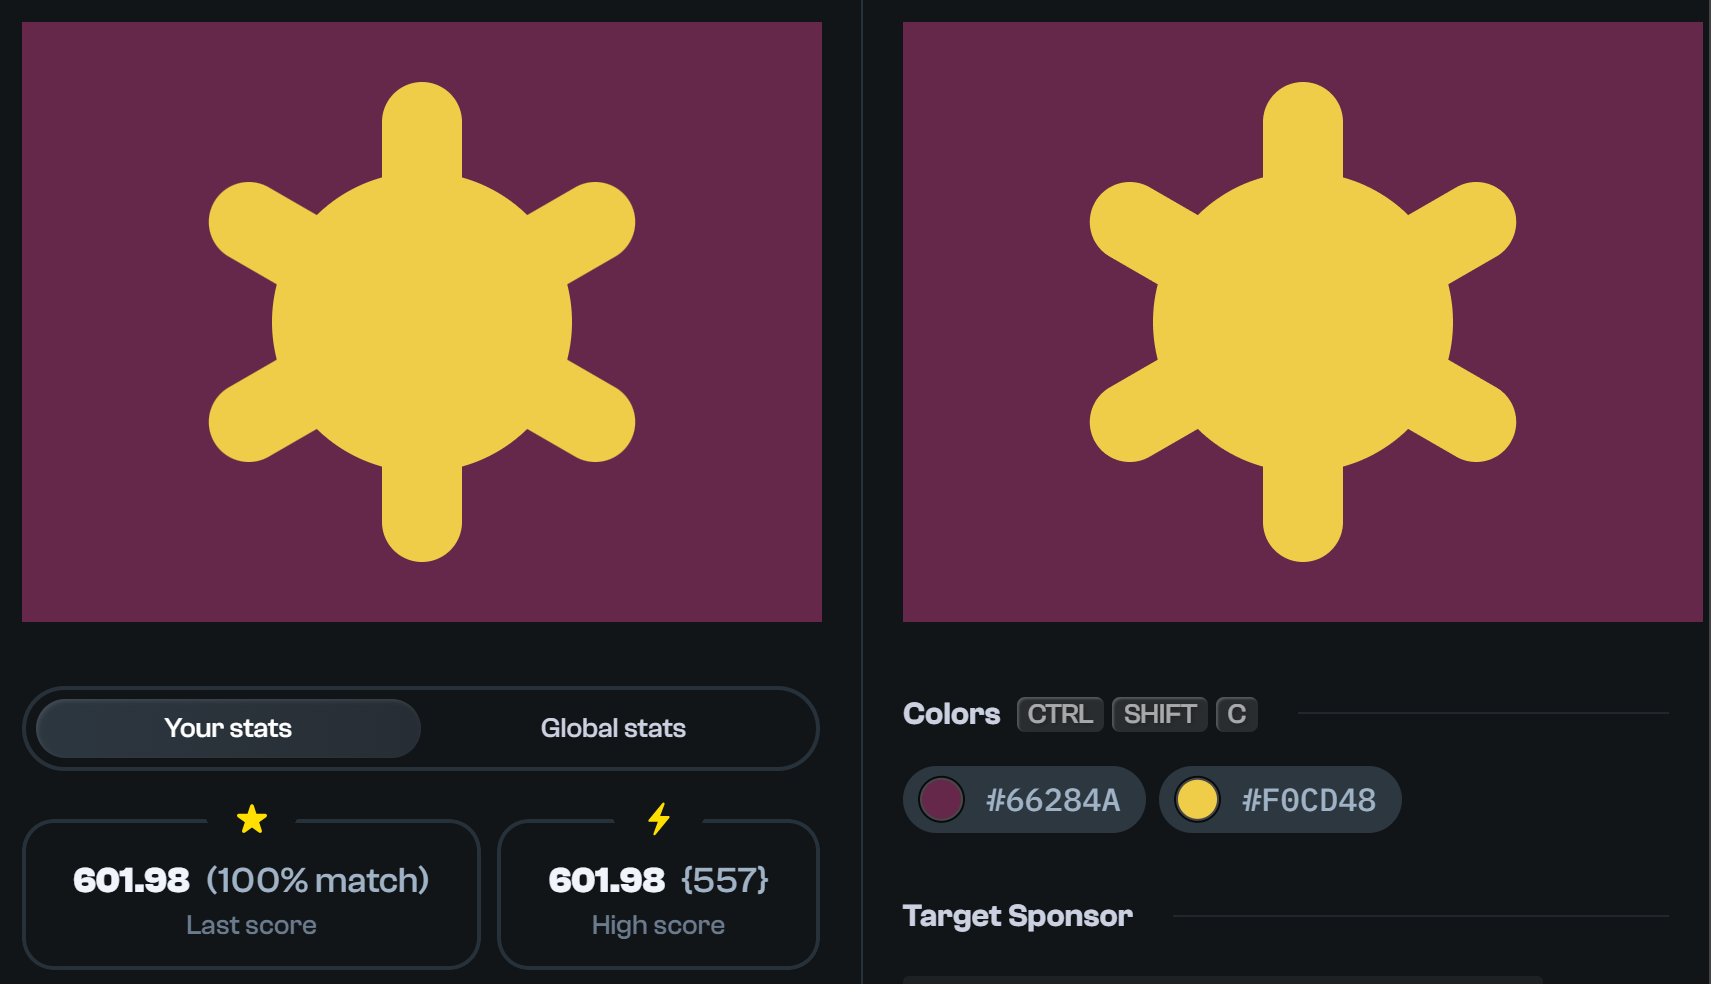 Your stats
Global stats
601.98 (100% match)
Last score
601.98 {557}
High score
Colors CTRL SHIFT C
#66284A
#F0CD48
Target Sponsor